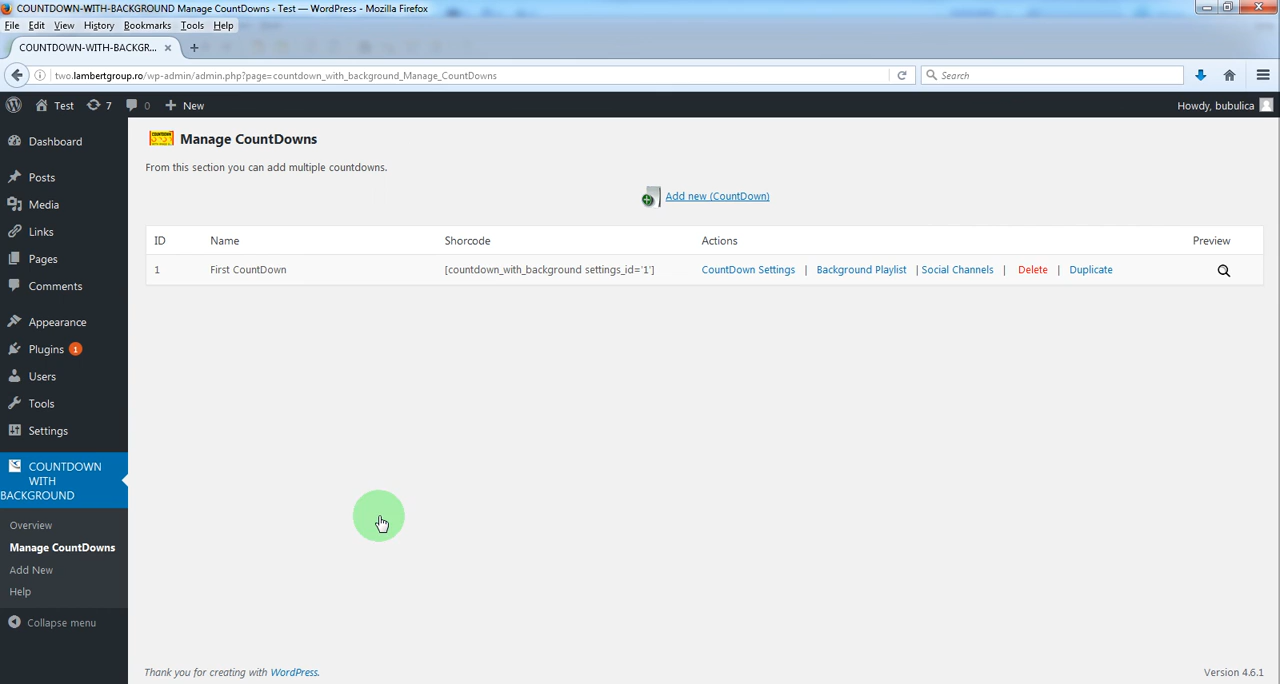 COUNTDOWN-WITH-BACKGROUND Manage CountDowns ‹ Test — WordPress - Mozilla Firefox
File Edit View History Bookmarks Tools Help
COUNTDOWN-WITH-BACKGR...
two.lambertgroup.ro/wp-admin/admin.php?page=countdown_with_background_Manage_CountDowns
Search
Test 7 0 New
Howdy, bubulica
Dashboard
Posts
Media
Links
Pages
Comments
Appearance
Plugins 1
Users
Tools
Settings
COUNTDOWN
WITH
BACKGROUND
Overview
Manage CountDowns
Add New
Help
Collapse menu
Manage CountDowns
From this section you can add multiple countdowns.
Add new (CountDown)
ID Name Shorcode Actions Preview
1 First CountDown [countdown_with_background settings_id='1'] CountDown Settings | Background Playlist | Social Channels | Delete | Duplicate
Thank you for creating with WordPress.
Version 4.6.1